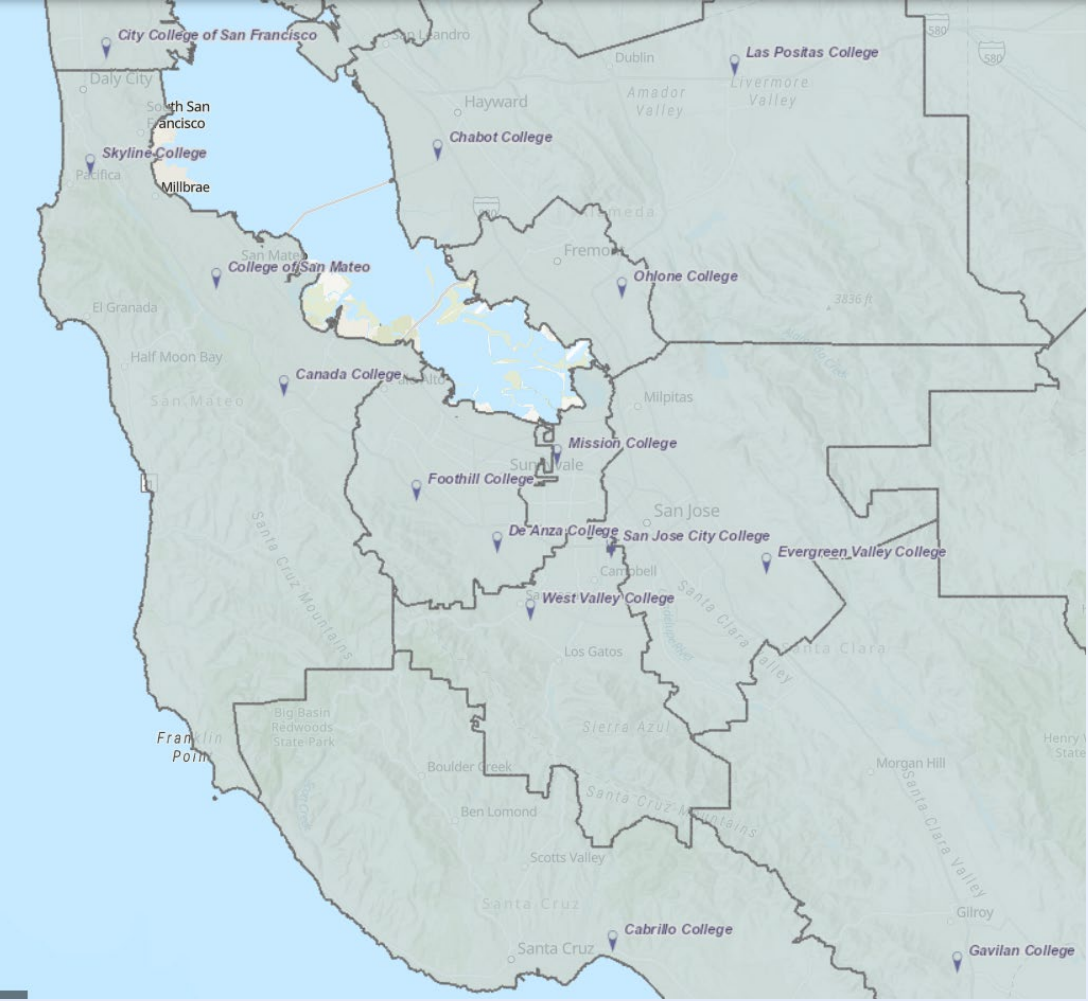 City College of San Francisco
San Leandro
Las Positas College
Dublin
580
580
Daly City
Livermore
Valley
Amador
Valley
Hayward
South San
Francisco
Chabot College
Skyline College
Pacifica
Millbrae
Alameda
Fremont
San Mateo
College of San Mateo
Ohlone College
El Granada
3836 ft
Half Moon Bay
Canada College
Palo Alto
San Mateo
Milpitas
Mission College
Sunnyvale
Foothill College
San Jose
De Anza College
San Jose City College
Evergreen Valley College
Santa Cruz Mountains
Campbell
West Valley College
Santa Clara Valley
Los Gatos
Santa Clara
Big Basin
Redwoods
State Park
Sierra Azul
Franklin
Point
Henry
State
Boulder Creek
Morgan Hill
Santa Cruz Mountains
Ben Lomond
Santa Clara Valley
Scotts Valley
Santa Cruz
Gilroy
Cabrillo College
Santa Cruz
Gavilan College